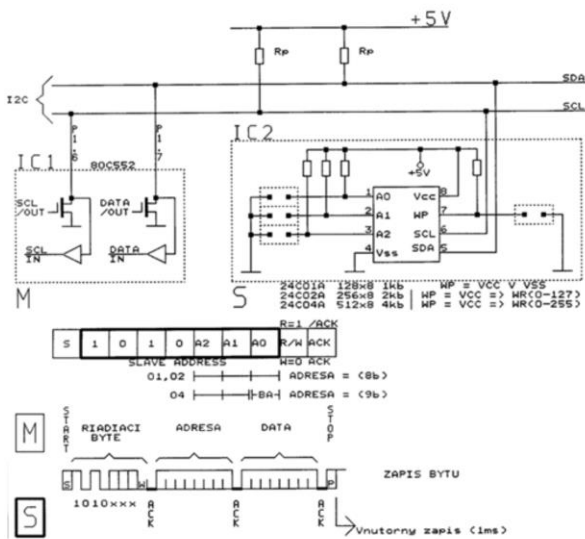 +5V
Rp Rp
SDA
I2C
SCL
P1.6 P1.7
IC1 80C552
IC2
SCL /OUT DATA /OUT
SCL IN DATA IN
+5V
1 A0 Vcc 8
2 A1 WP 7
3 A2 SCL 6
4 Vss SDA 5
M
S
24C01A 128x8 1kb WP = VCC V VSS
24C02A 256x8 2kb WP = VCC => WR(0-127)
24C04A 512x8 4kb WP = VCC => WR(0-255)
R=1 /ACK
S 1 0 1 0 A2 A1 A0 R/W ACK
SLAVE ADDRESS W=0 ACK
01,02 ADRESA = (8b)
04 BA ADRESA = (9b)
M
START RIADIACI BYTE ADRESA DATA STOP
ZAPIS BYTU
S W P
S
1010xxx ACK ACK ACK
Vnutorny zapis (1ms)